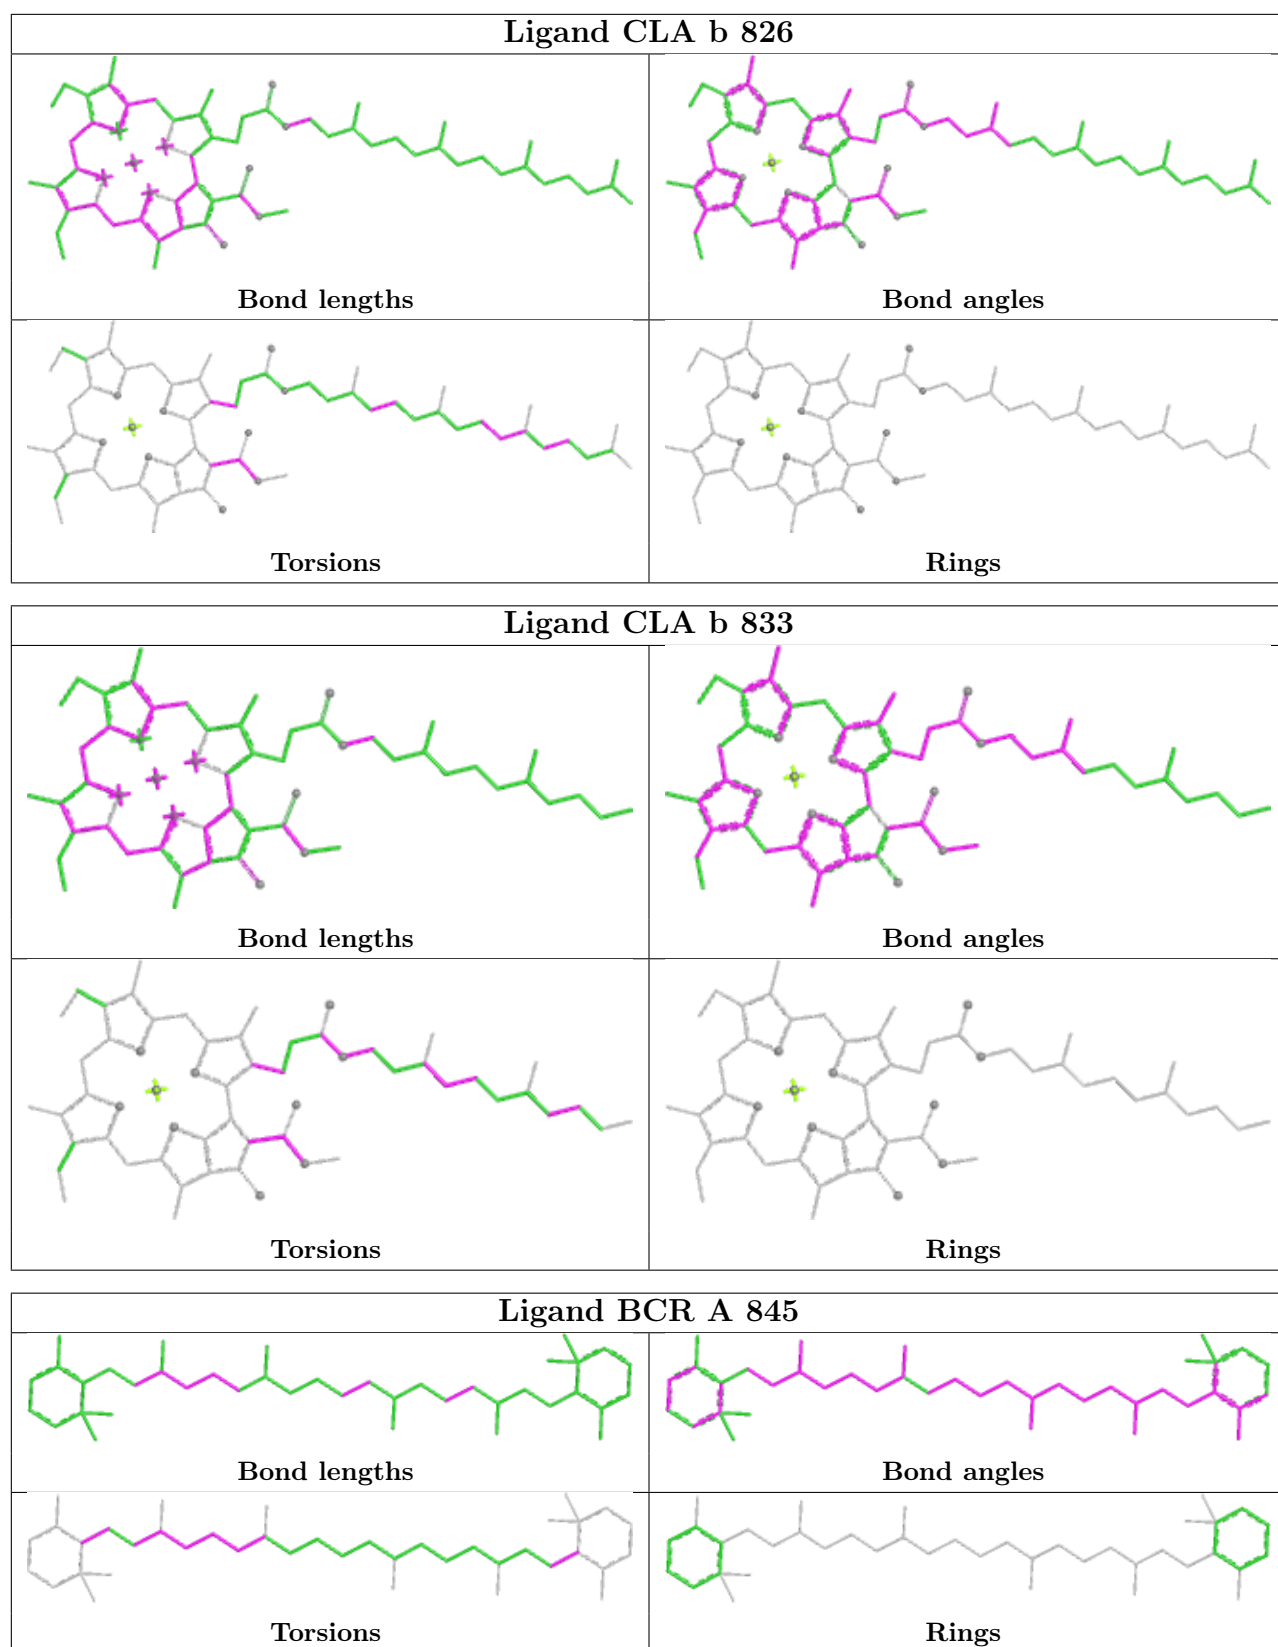 Ligand CLA b 826
Bond lengths
Bond angles
Torsions
Rings
Ligand CLA b 833
Bond lengths
Bond angles
Torsions
Rings
Ligand BCR A 845
Bond lengths
Bond angles
Torsions
Rings